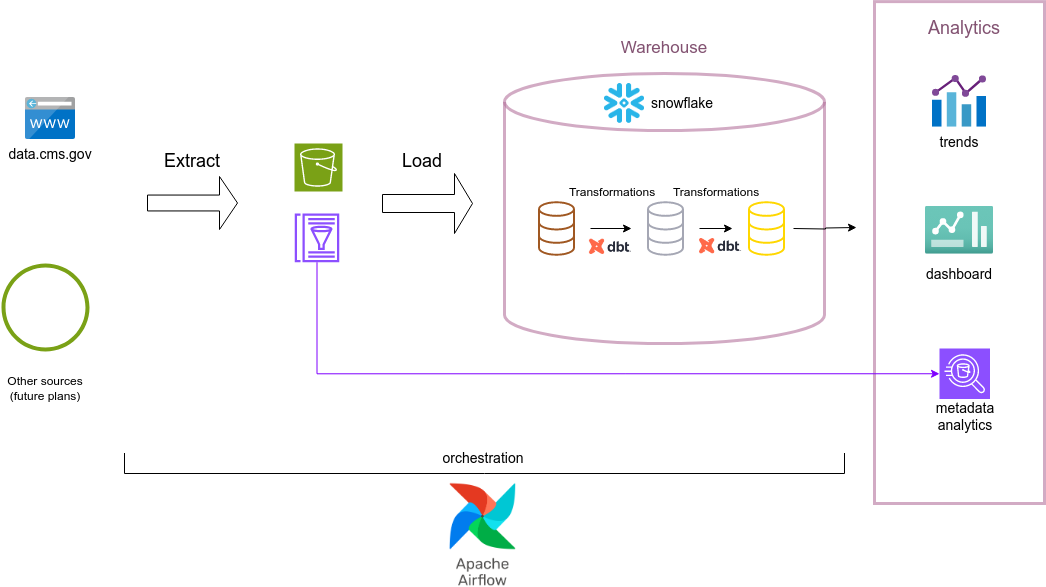 Analytics
Warehouse
snowflake
WWW
data.cms.gov
trends
Extract
Load
Transformations
Transformations
dbt
dbt
dashboard
Other sources
(future plans)
metadata
analytics
orchestration
Apache
Airflow